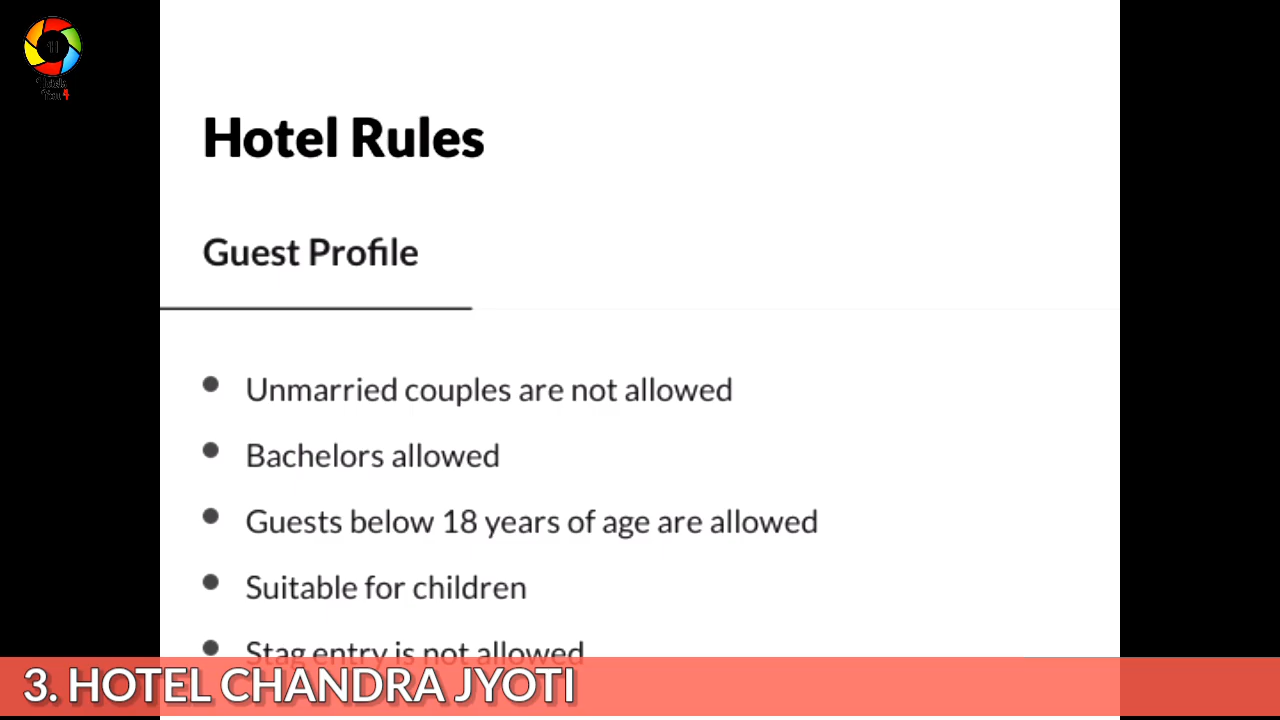 Hotel Rules
Guest Profile
Unmarried couples are not allowed
Bachelors allowed
Guests below 18 years of age are allowed
Suitable for children
Stag entry is not allowed
3. HOTEL CHANDRA JYOTI